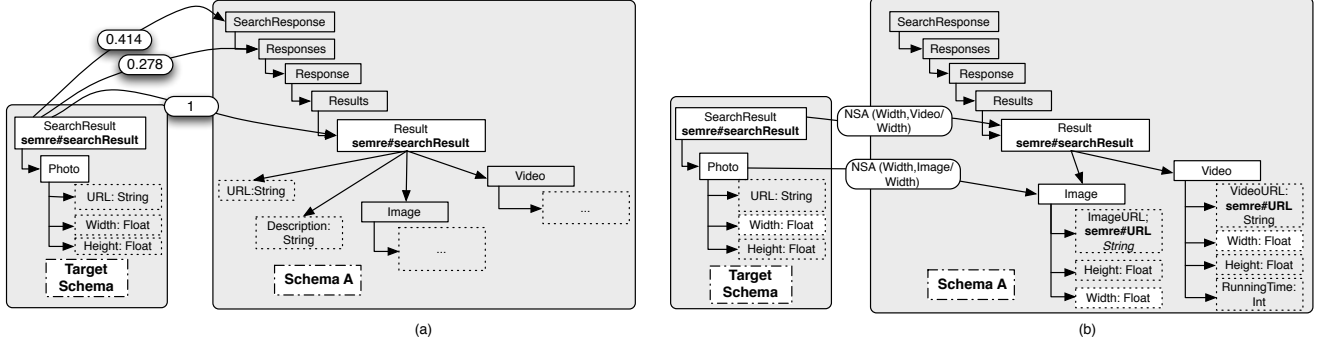 SearchResponse
0.414
Responses
0.278
Response
1
Results
SearchResult
semre#searchResult
Result
semre#searchResult
Photo
URL: String
Width: Float
Height: Float
Target
Schema
URL:String
Description:
String
Image
...
Video
...
Schema A
(a)
SearchResponse
Responses
Response
Results
SearchResult
semre#searchResult
NSA (Width,Video/
Width)
Result
semre#searchResult
Photo
NSA (Width,Image/
Width)
URL: String
Width: Float
Height: Float
Target
Schema
Image
ImageURL:
semre#URL
String
Height: Float
Width: Float
Video
VideoURL:
semre#URL
String
Width: Float
Height: Float
RunningTime:
Int
Schema A
(b)